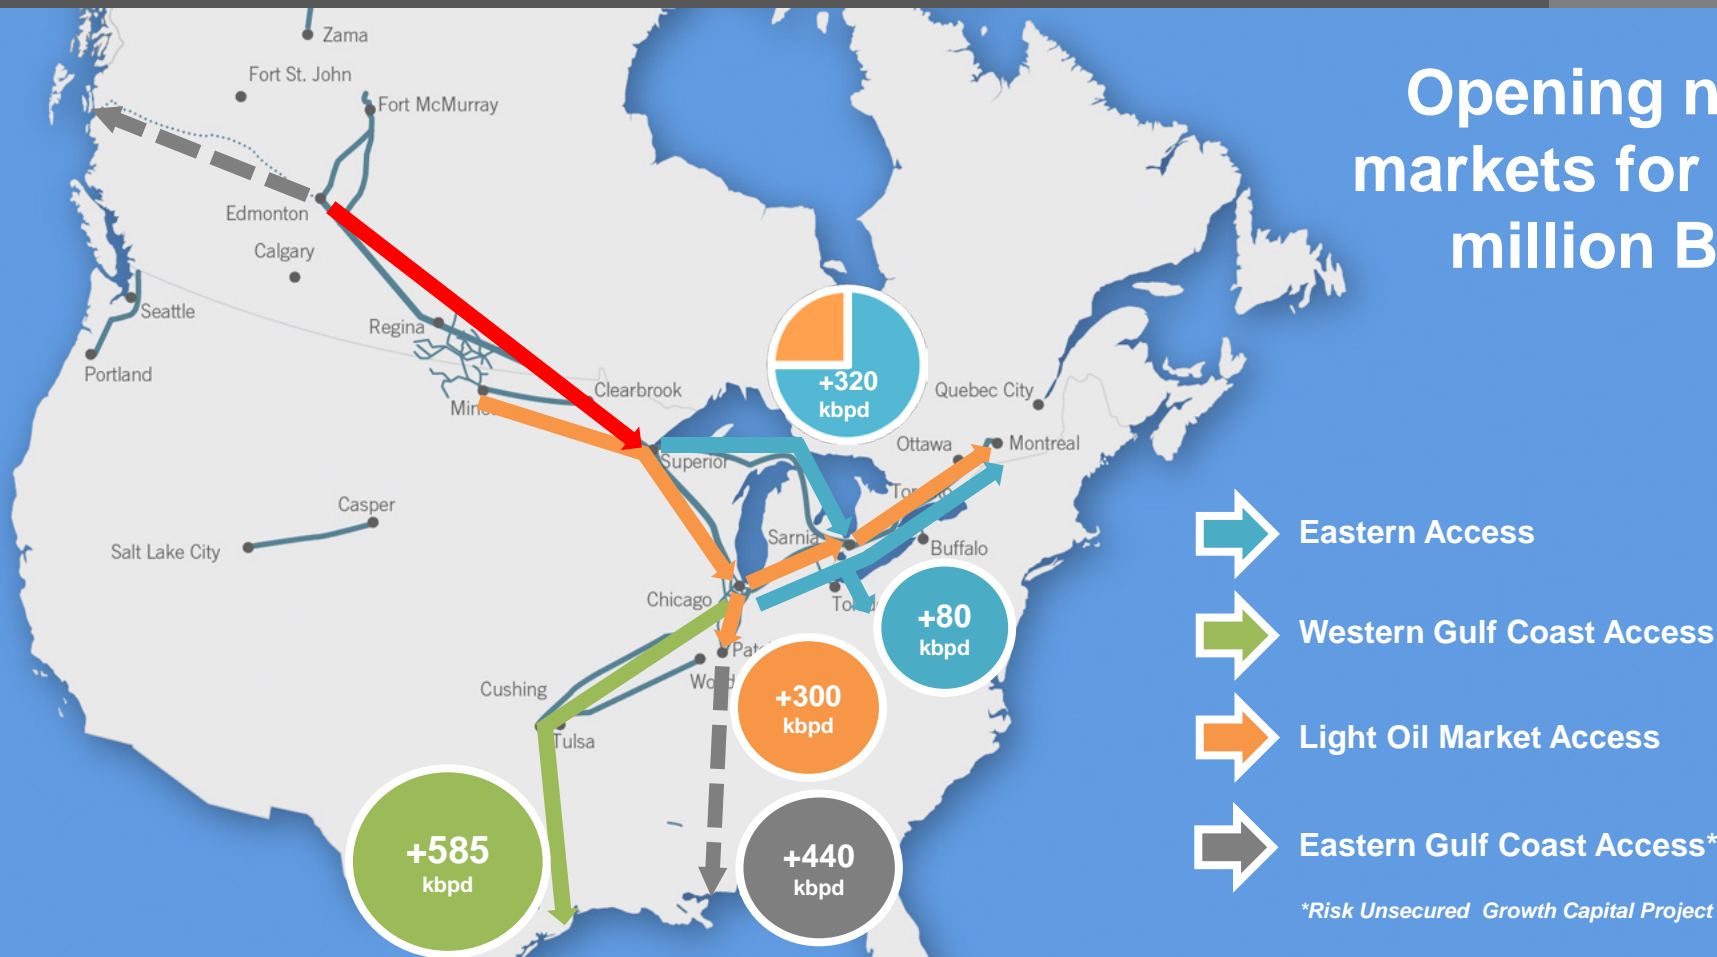 Opening n
markets for
million B
Zama
Fort St. John
Fort McMurray
Edmonton
Calgary
Seattle
Regina
Portland
Clearbrook
+320
kbpd
Quebec City
Ottawa
Montreal
Superior
Casper
Salt Lake City
Sarnia
Buffalo
Chicago
+80
kbpd
Cushing
Tulsa
+300
kbpd
+585
kbpd
+440
kbpd
Eastern Access
Western Gulf Coast Access
Light Oil Market Access
Eastern Gulf Coast Access*
*Risk Unsecured Growth Capital Project